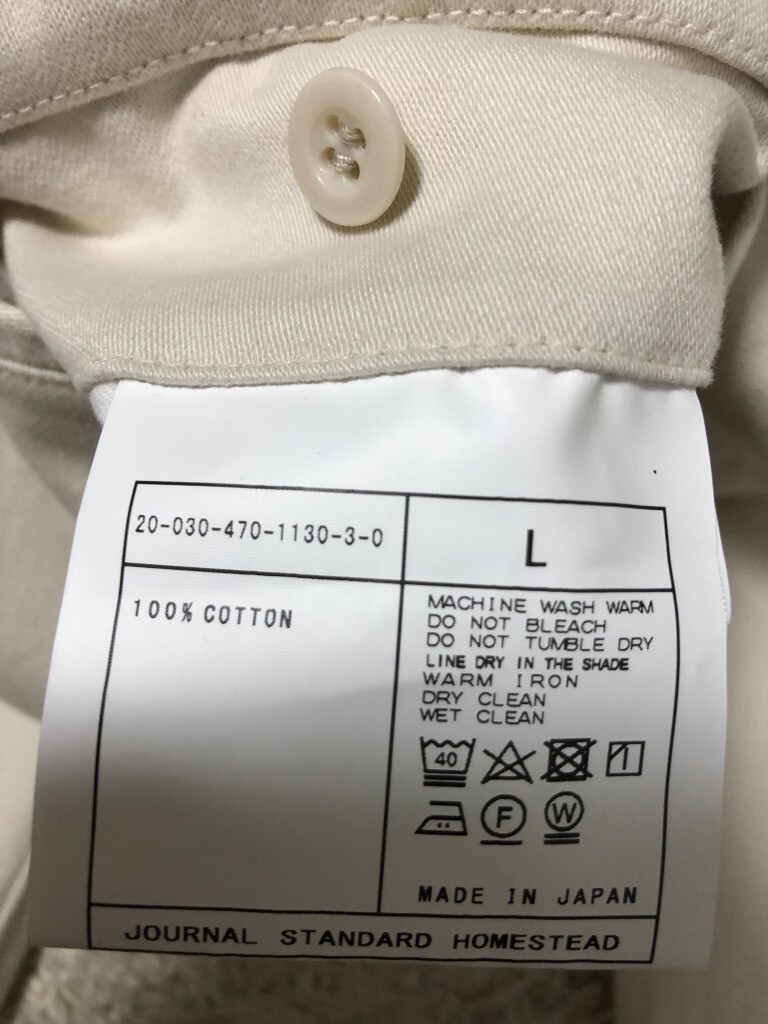 20-030-470-1130-3-0
L
100% COTTON
MACHINE WASH WARM
DO NOT BLEACH
DO NOT TUMBLE DRY
LINE DRY IN THE SHADE
WARM IRON
DRY CLEAN
WET CLEAN
40
F
W
MADE IN JAPAN
JOURNAL STANDARD HOMESTEAD